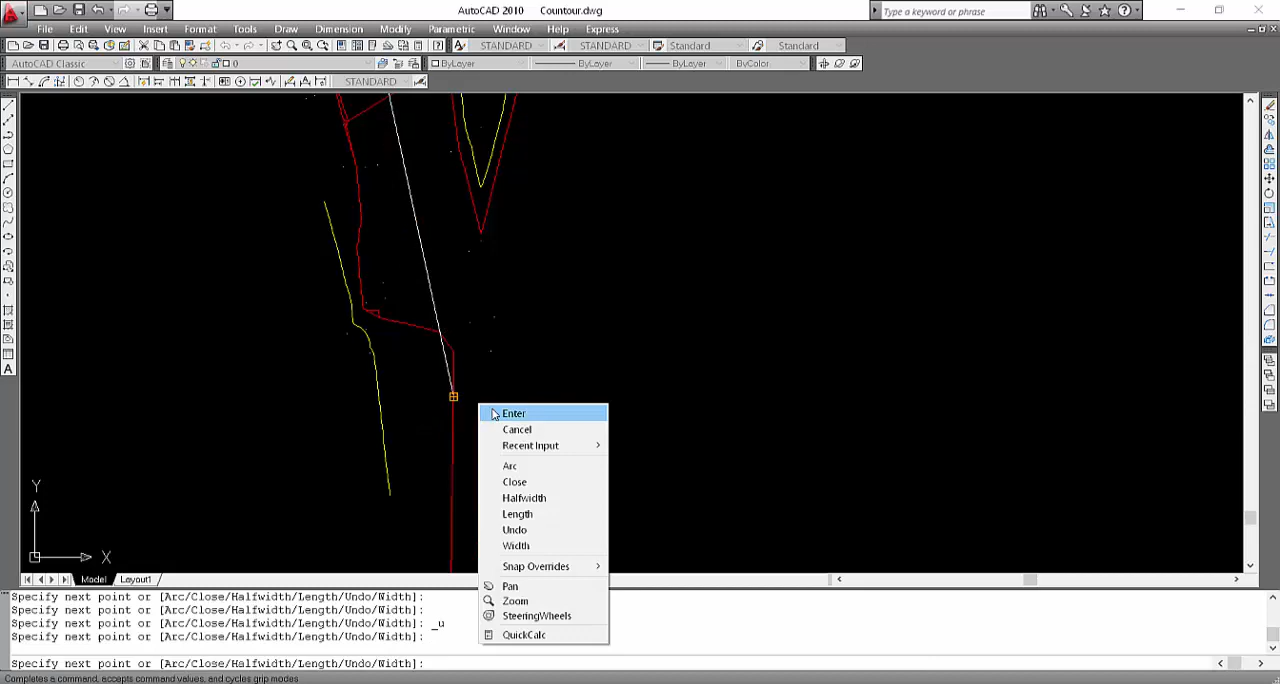 AutoCAD 2010 Countour.dwg
Type a keyword or phrase
File Edit View Insert Format Tools Draw Dimension Modify Parametric Window Help Express
STANDARD STANDARD Standard Standard
AutoCAD Classic 0 ByLayer ByLayer ByLayer ByColor
STANDARD
A
Enter
Cancel
Recent Input
Arc
Close
Halfwidth
Length
Undo
Width
Snap Overrides
Pan
Zoom
SteeringWheels
QuickCalc
Y
X
Model Layout1
Specify next point or [Arc/Close/Halfwidth/Length/Undo/Width]:
Specify next point or [Arc/Close/Halfwidth/Length/Undo/Width]:
Specify next point or [Arc/Close/Halfwidth/Length/Undo/Width]: _u
Specify next point or [Arc/Close/Halfwidth/Length/Undo/Width]:
Specify next point or [Arc/Close/Halfwidth/Length/Undo/Width]:
Completes a command, accepts command values, and cycles grip modes